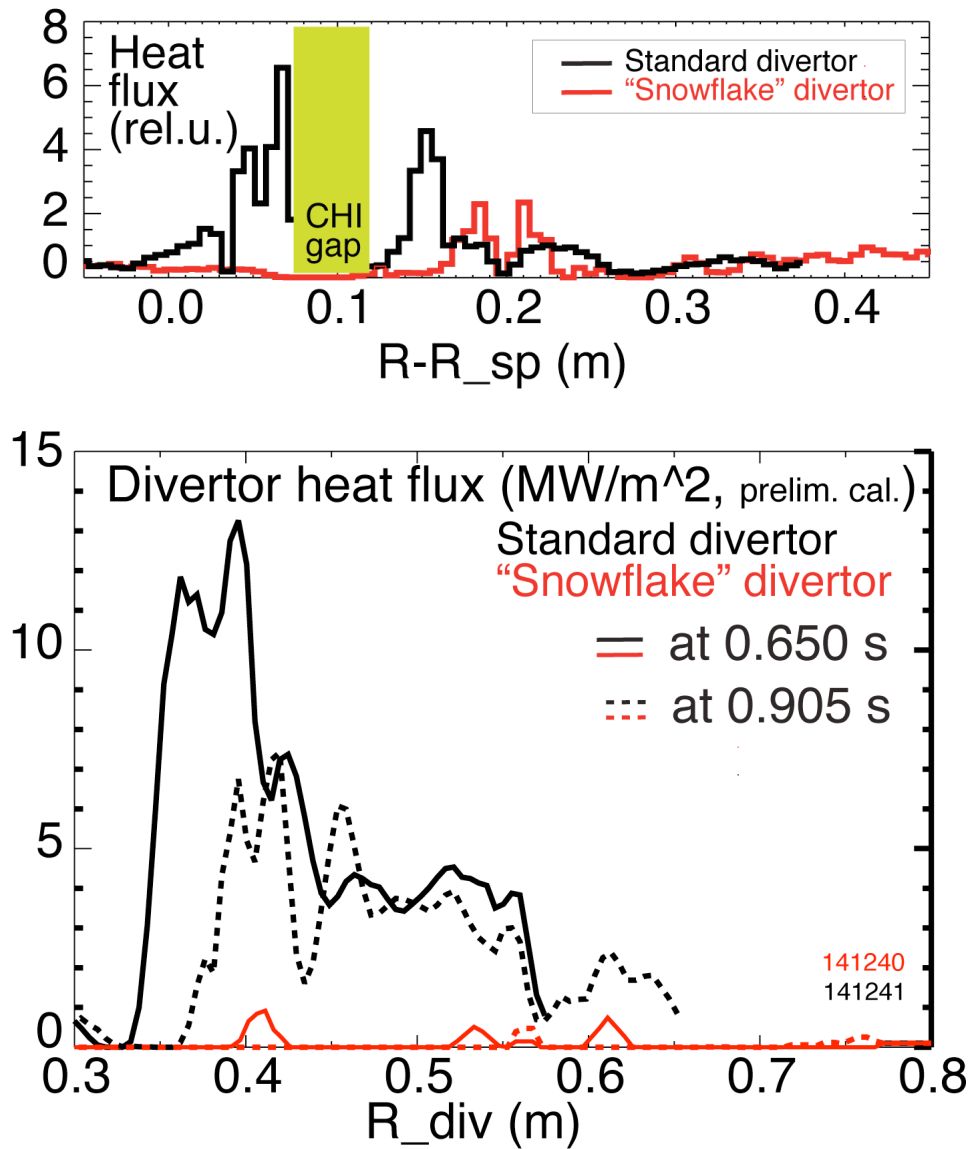 8
6
4
2
0
Heat
flux
(rel.u.)
Standard divertor
“Snowflake” divertor
CHI
gap
0.0 0.1 0.2 0.3 0.4
R-R_sp (m)
15
10
5
0
Divertor heat flux (MW/m^2, prelim. cal.)
Standard divertor
“Snowflake” divertor
at 0.650 s
at 0.905 s
141240
141241
0.3 0.4 0.5 0.6 0.7 0.8
R_div (m)